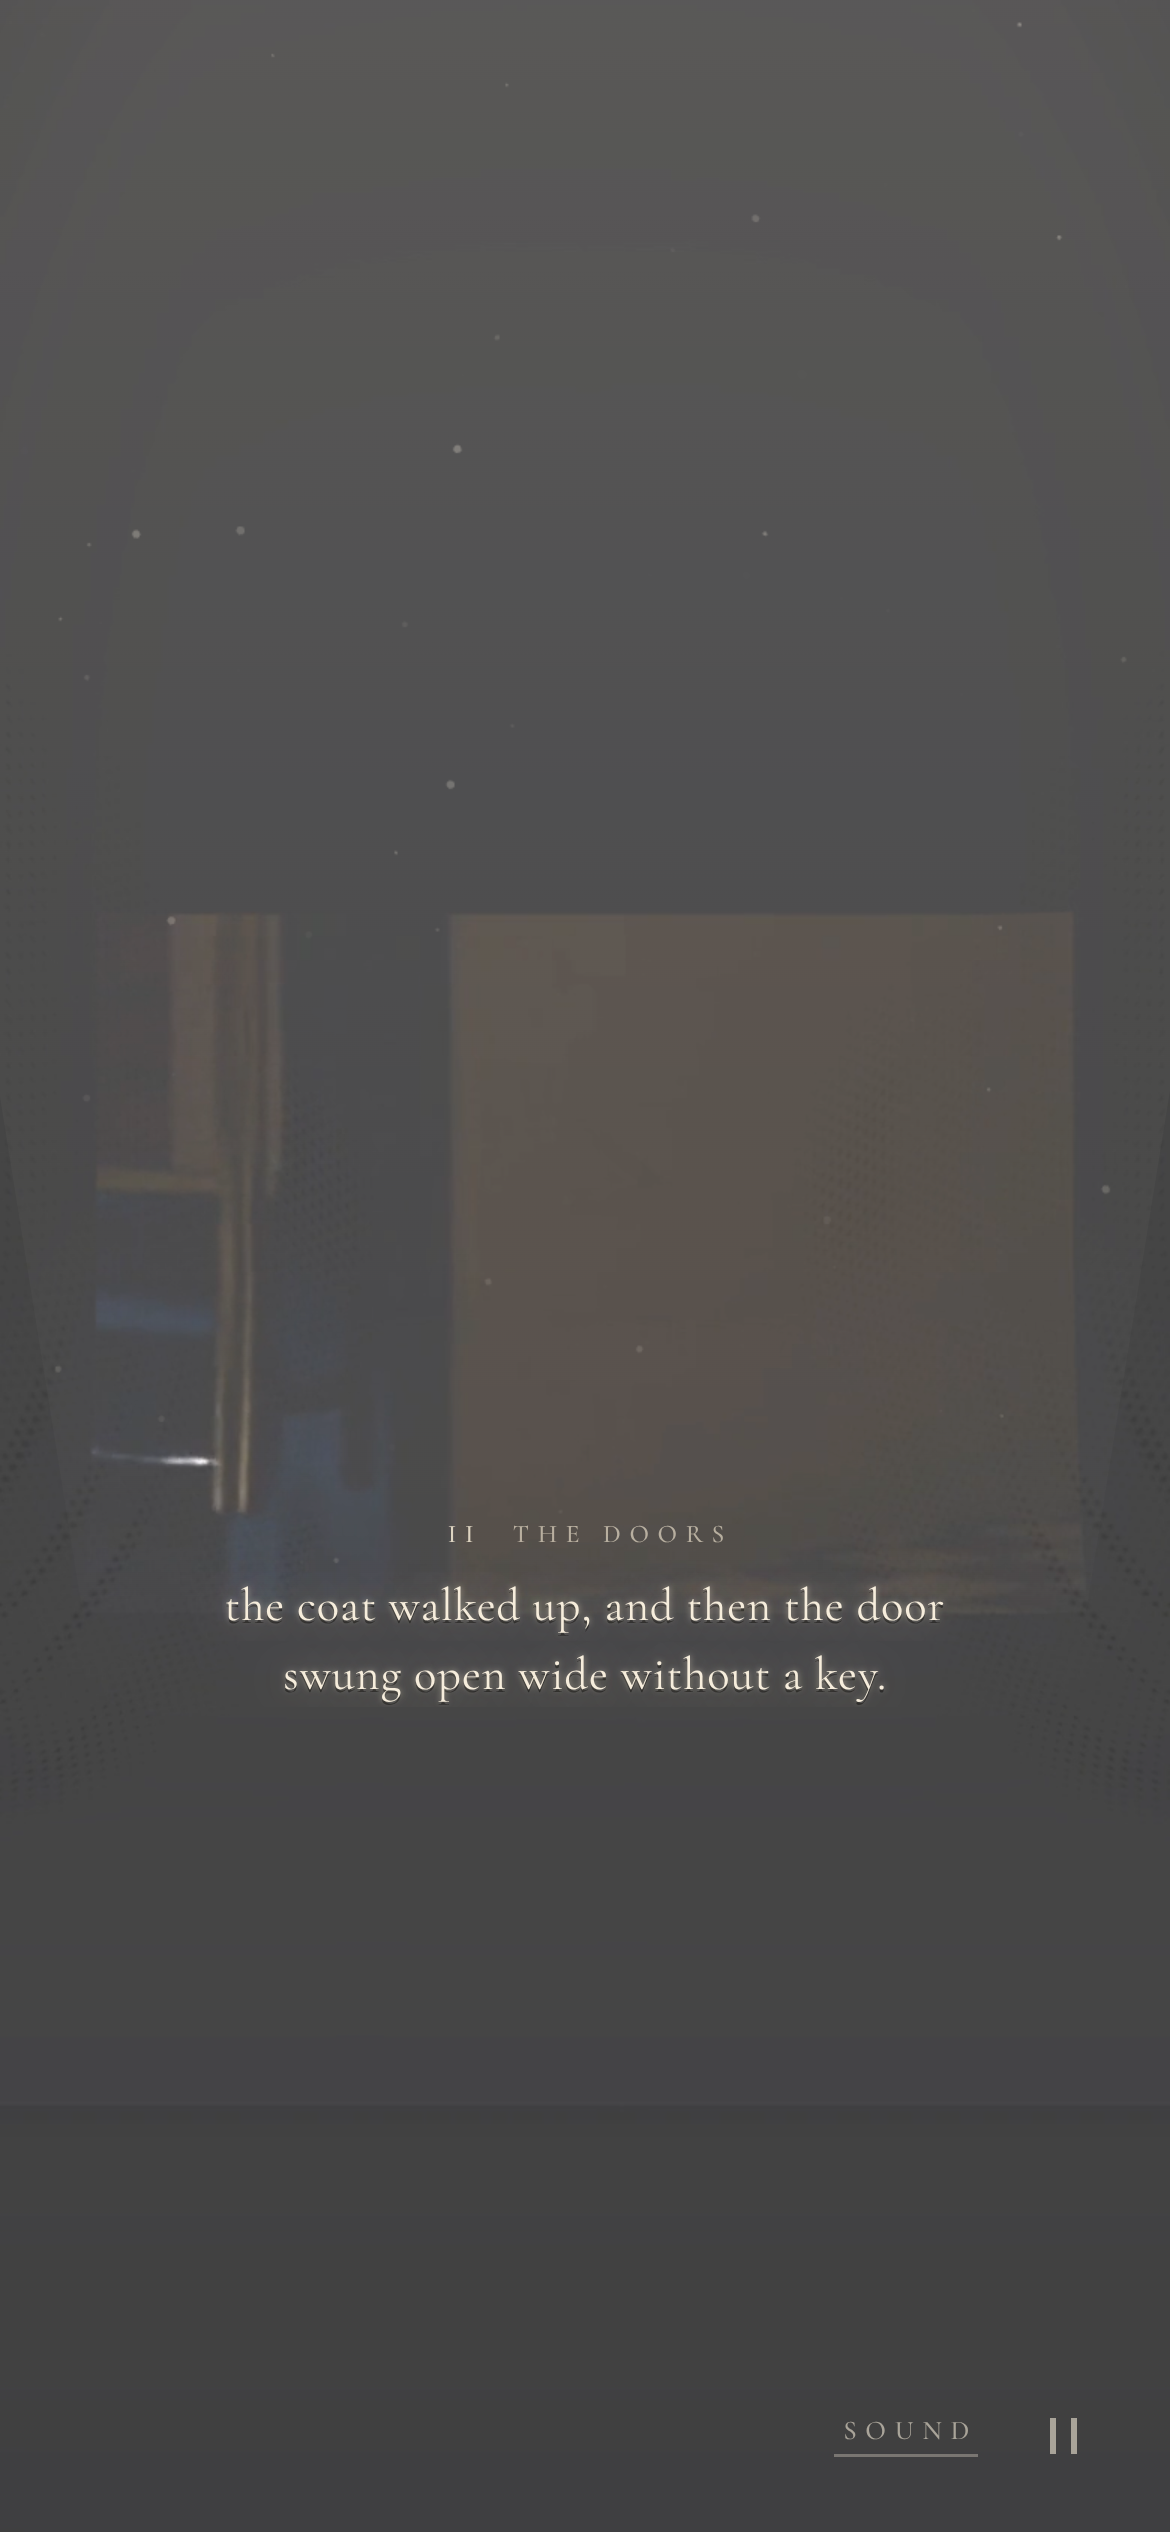 II THE DOORS
the coat walked up, and then the door
swung open wide without a key.
SOUND